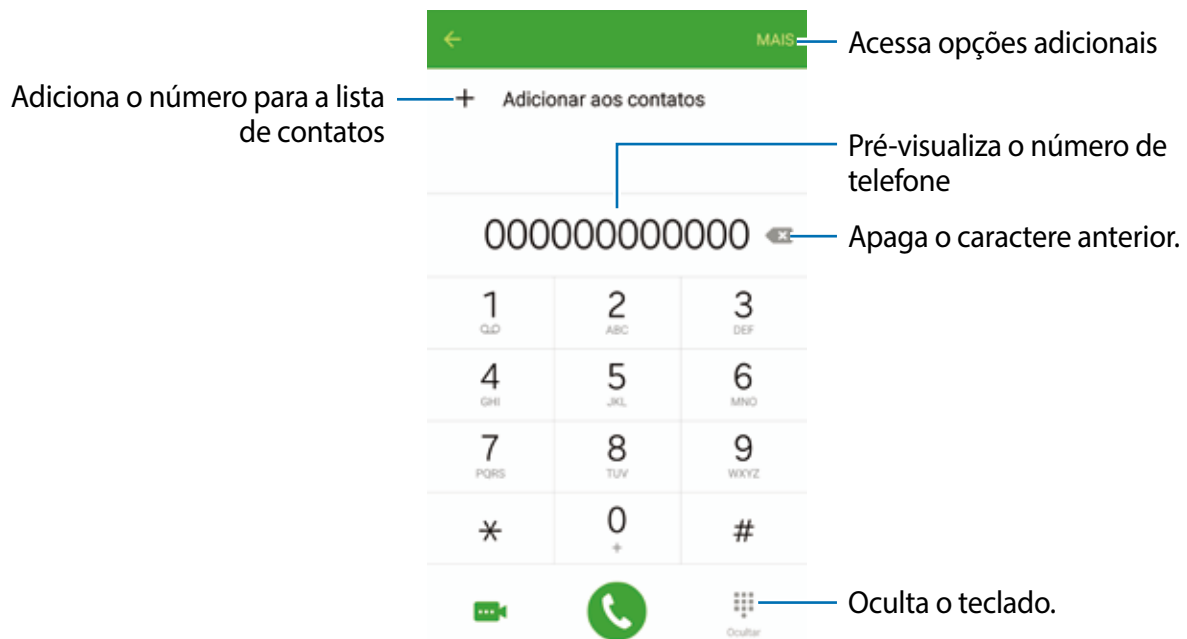 MAIS
Acessa opções adicionais
Adiciona o número para a lista
de contatos
+ Adicionar aos contatos
Pré-visualiza o número de
telefone
000000000000
Apaga o caractere anterior.
1 2 3
ABC DEF
4 5 6
GHI JKL MNO
7 8 9
PQRS TUV WXYZ
* 0 #
+
Oculta o teclado.
Ocultar